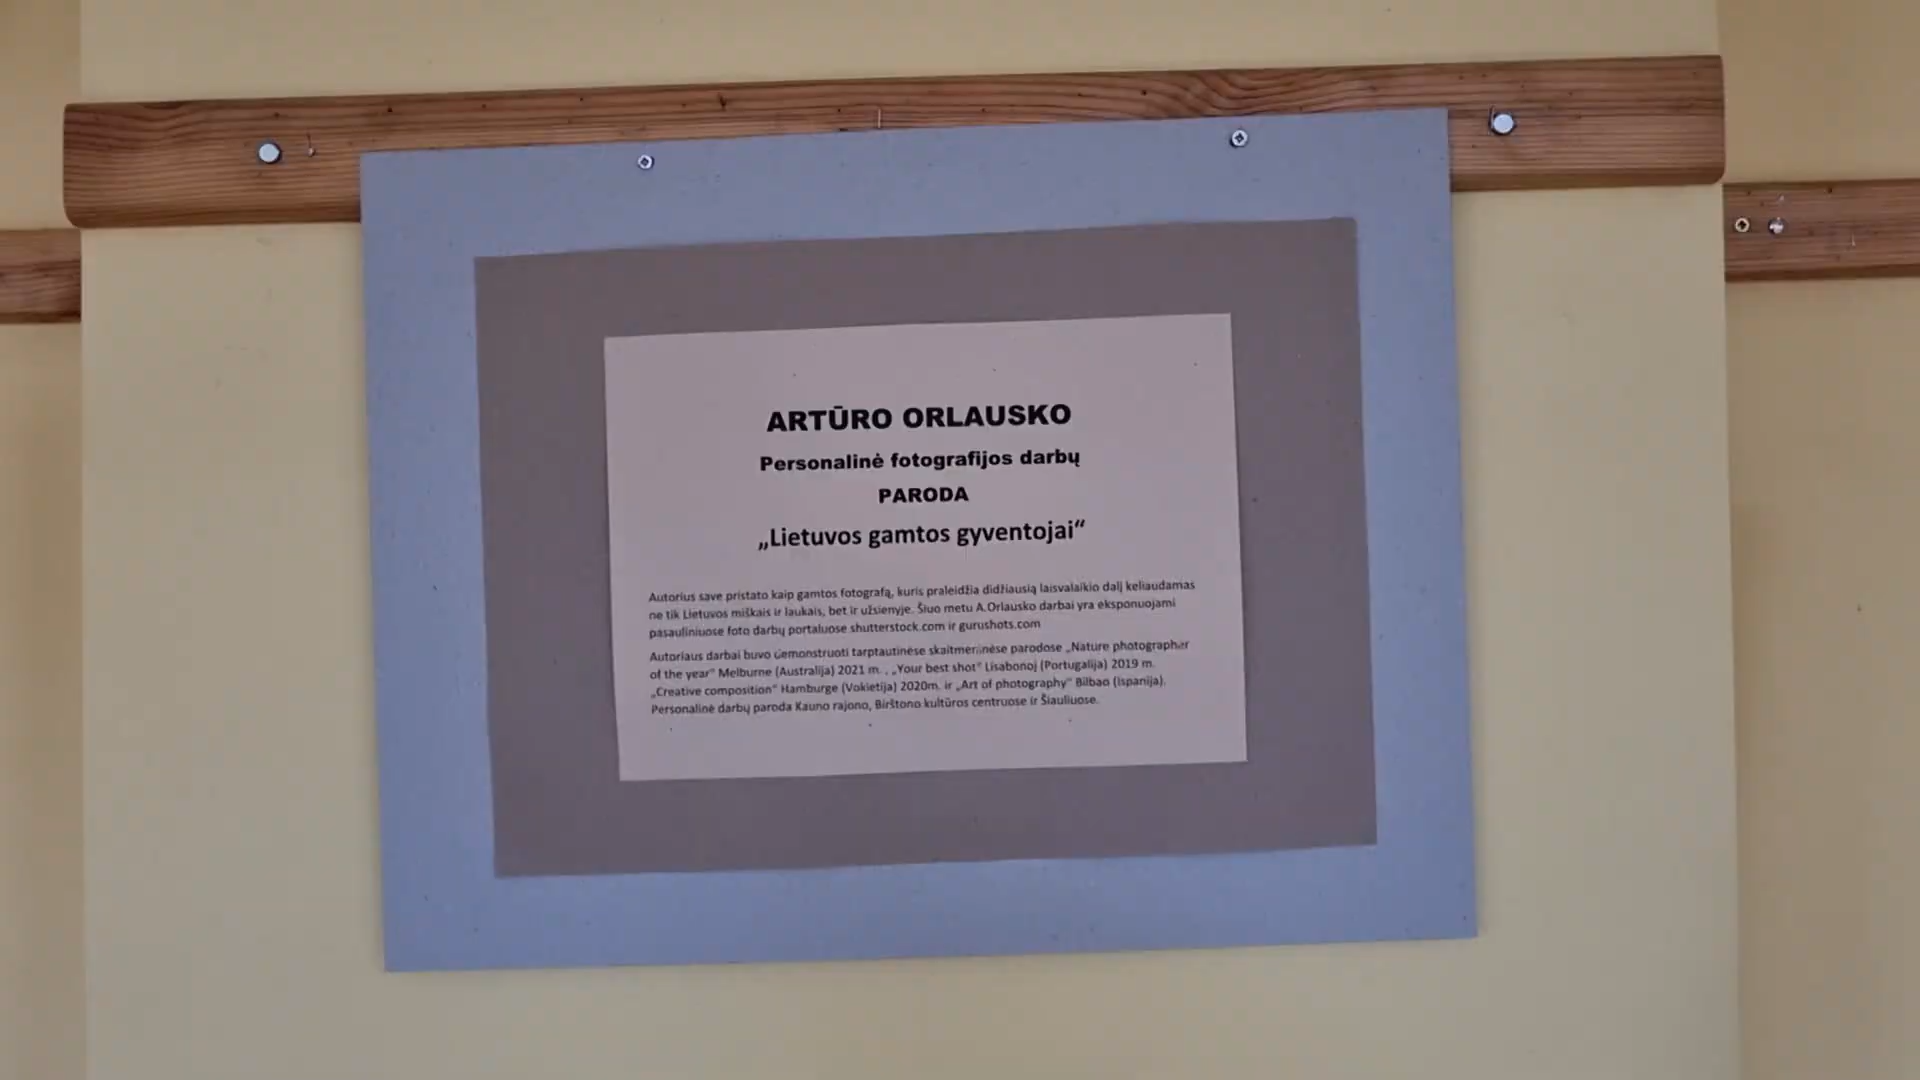 ARTŪRO ORLAUSKO
Personalinė fotografijos darbų
PARODA
„Lietuvos gamtos gyventojai“
Autorius save pristato kaip gamtos fotografą, kuris praleidžia didžiausią laisvalaikio dalį keliaudamas
ne tik Lietuvos miškais ir laukais, bet ir užsienyje. Šiuo metu A.Orlausko darbai yra eksponuojami
pasauliniuose foto darbų portaluose shutterstock.com ir gurushots.com
Autoriaus darbai buvo demonstruoti tarptautinėse skaitmeninėse parodose „Nature photographer
of the year“ Melburne (Australija) 2021 m. , „Your best shot“ Lisabonoj (Portugalija) 2019 m.
„Creative composition“ Hamburge (Vokietija) 2020m. ir „Art of photography“ Bilbao (Ispanija).
Personalinė darbų paroda Kauno rajono, Birštono kultūros centruose ir Šiauliuose.